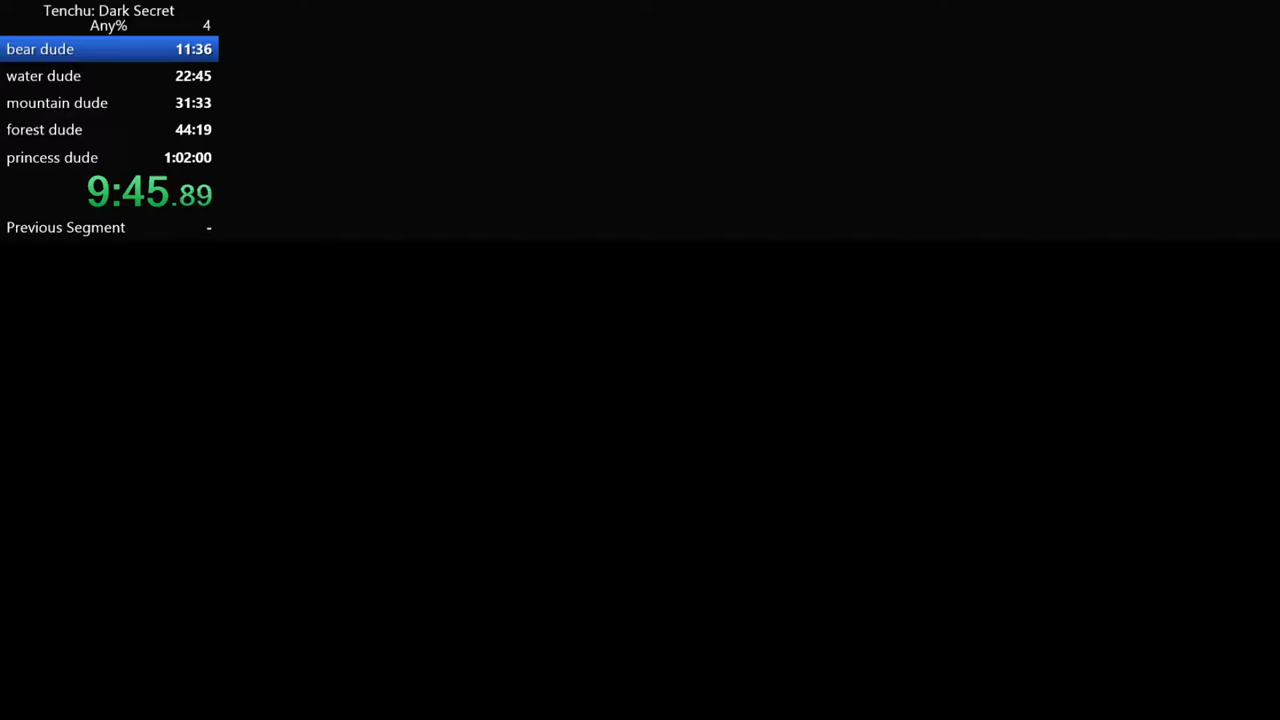 Tenchu: Dark Secret
Any% 4
bear dude 11:36
water dude 22:45
mountain dude 31:33
forest dude 44:19
princess dude 1:02:00
9:45.89
Previous Segment -